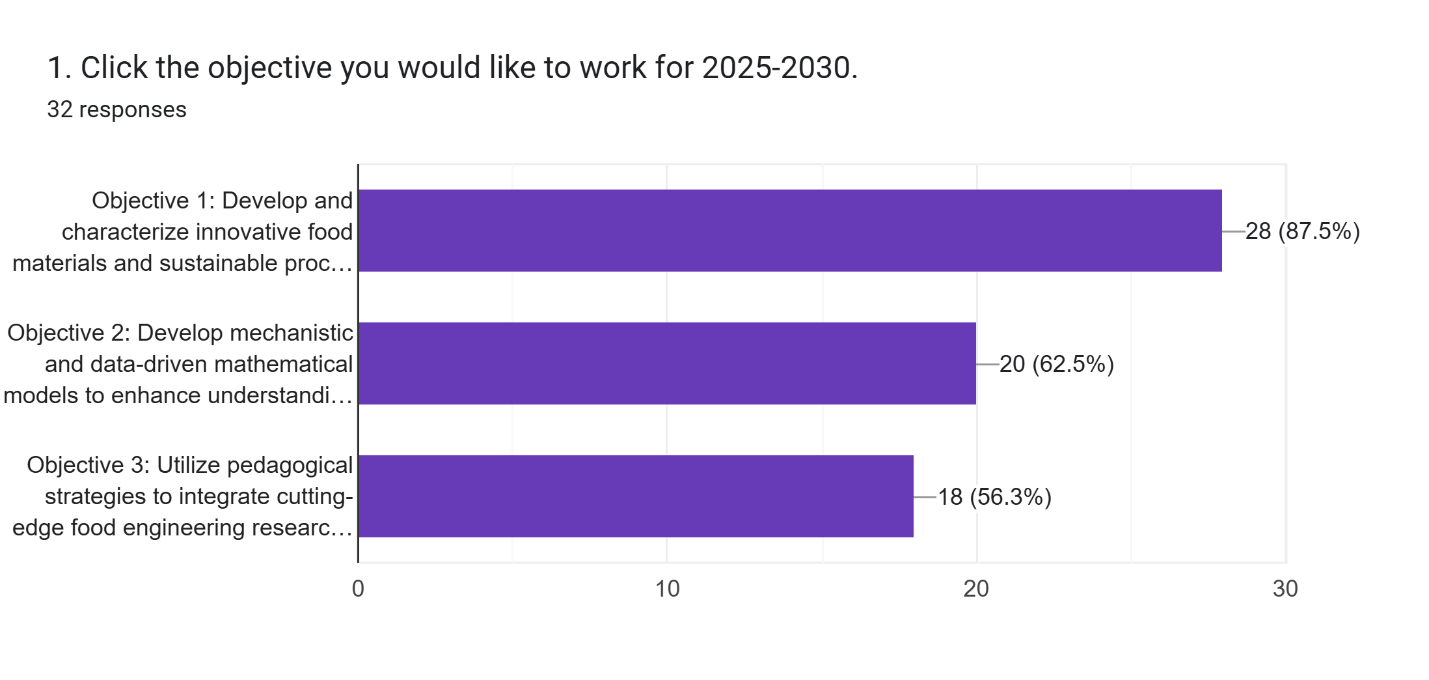 1. Click the objective you would like to work for 2025-2030.
32 responses
Objective 1: Develop and
characterize innovative food
materials and sustainable proc…
28 (87.5%)
Objective 2: Develop mechanistic
and data-driven mathematical
models to enhance understandi…
20 (62.5%)
Objective 3: Utilize pedagogical
strategies to integrate cutting-
edge food engineering researc…
18 (56.3%)
0 10 20 30